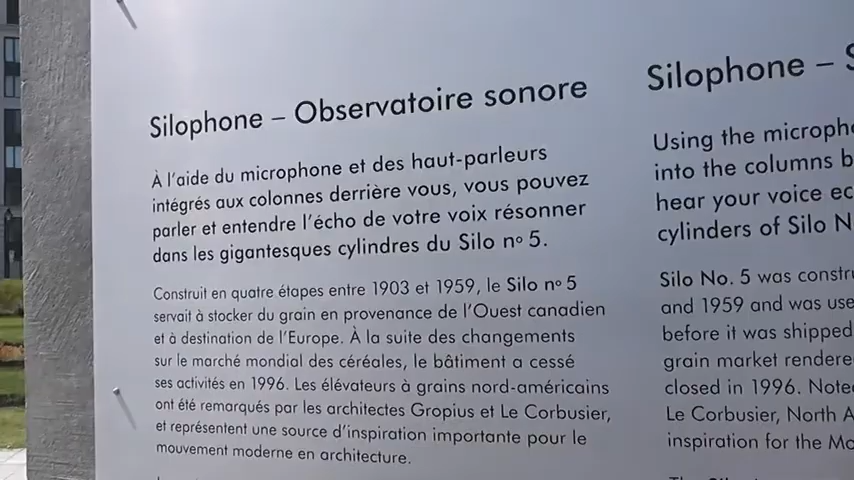 Silophone – Observatoire sonore
À l'aide du microphone et des haut-parleurs
intégrés aux colonnes derrière vous, vous pouvez
parler et entendre l'écho de votre voix résonner
dans les gigantesques cylindres du Silo nº 5.
Construit en quatre étapes entre 1903 et 1959, le Silo nº 5
servait à stocker du grain en provenance de l'Ouest canadien
et à destination de l'Europe. À la suite des changements
sur le marché mondial des céréales, le bâtiment a cessé
ses activités en 1996. Les élévateurs à grains nord-américains
ont été remarqués par les architectes Gropius et Le Corbusier,
et représentent une source d'inspiration importante pour le
mouvement moderne en architecture.
Silophone –
Using the
into the columns
hear your voice
cylinders of Silo
Silo No. 5 was
and 1959 and was
before it was shipped
grain market
closed in 1996.
Le Corbusier, North
inspiration for the